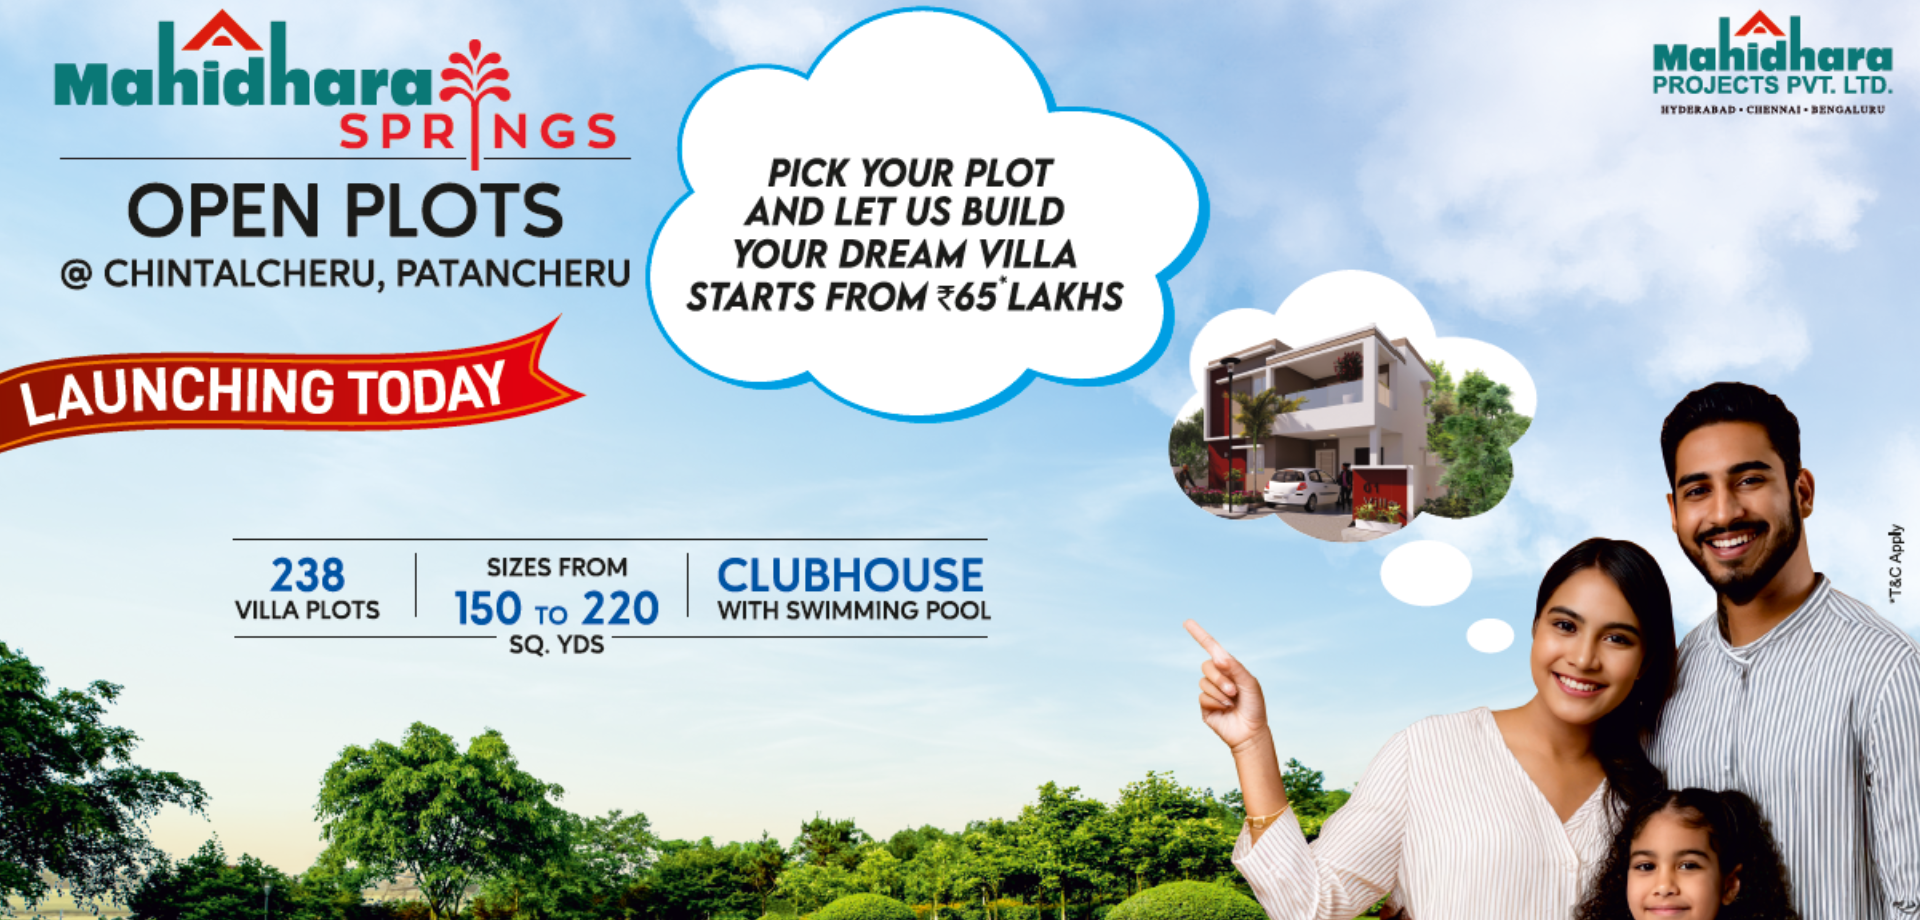 Mahidhara
SPRINGS
OPEN PLOTS
@ CHINTALCHERU, PATANCHERU
LAUNCHING TODAY
PICK YOUR PLOT
AND LET US BUILD
YOUR DREAM VILLA
STARTS FROM ₹65* LAKHS
Mahidhara
PROJECTS PVT. LTD.
HYDERABAD • CHENNAI • BENGALURU
238
VILLA PLOTS
SIZES FROM
150 TO 220
SQ. YDS
CLUBHOUSE
WITH SWIMMING POOL
*T&C Apply